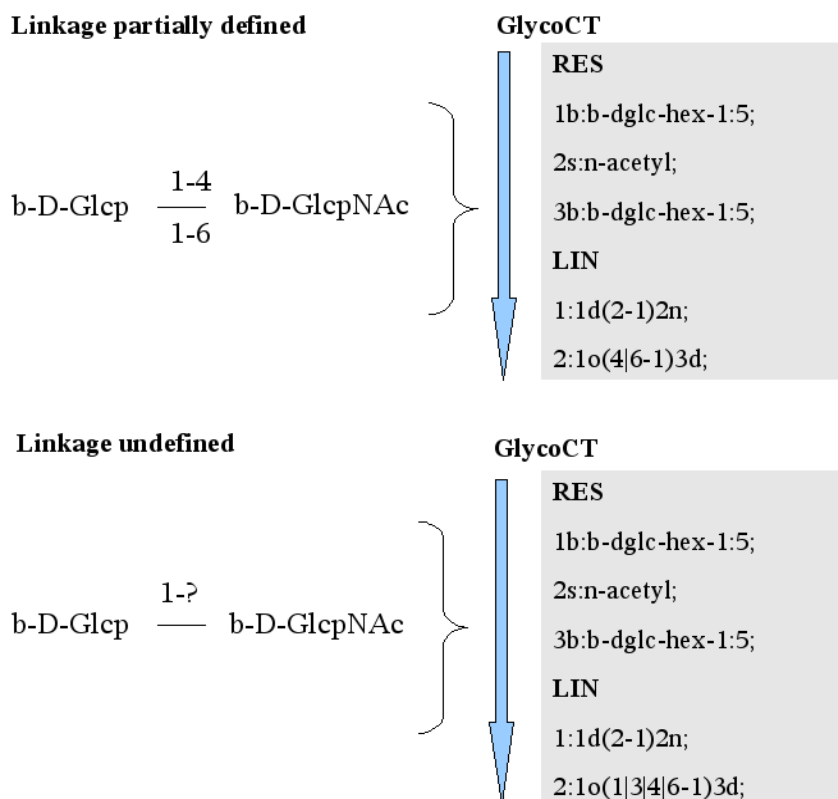 Linkage partially defined
GlycoCT
RES
1b:b-dglc-hex-1:5;
2s:n-acetyl;
3b:b-dglc-hex-1:5;
LIN
1:1d(2-1)2n;
2:1o(4|6-1)3d;
b-D-Glcp 1-4 b-D-GlcpNAc
1-6
Linkage undefined
GlycoCT
RES
1b:b-dglc-hex-1:5;
2s:n-acetyl;
3b:b-dglc-hex-1:5;
LIN
1:1d(2-1)2n;
2:1o(1|3|4|6-1)3d;
b-D-Glcp 1-? b-D-GlcpNAc